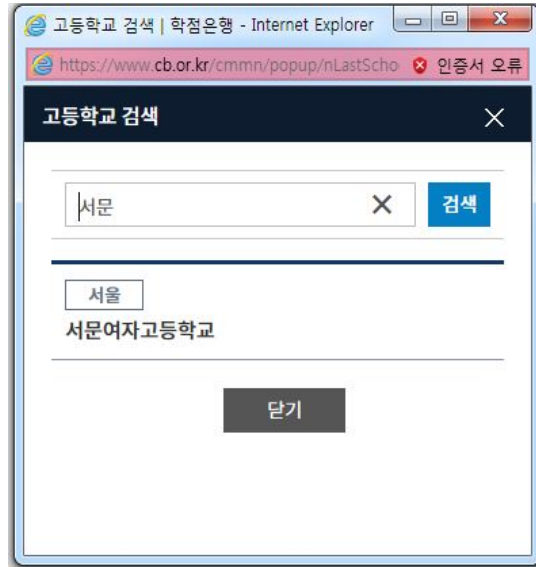 고등학교 검색 | 학점은행 - Internet Explorer
https://www.cb.or.kr/cmmn/popup/nLastScho 인증서 오류
고등학교 검색
서문
검색
서울
서문여자고등학교
닫기